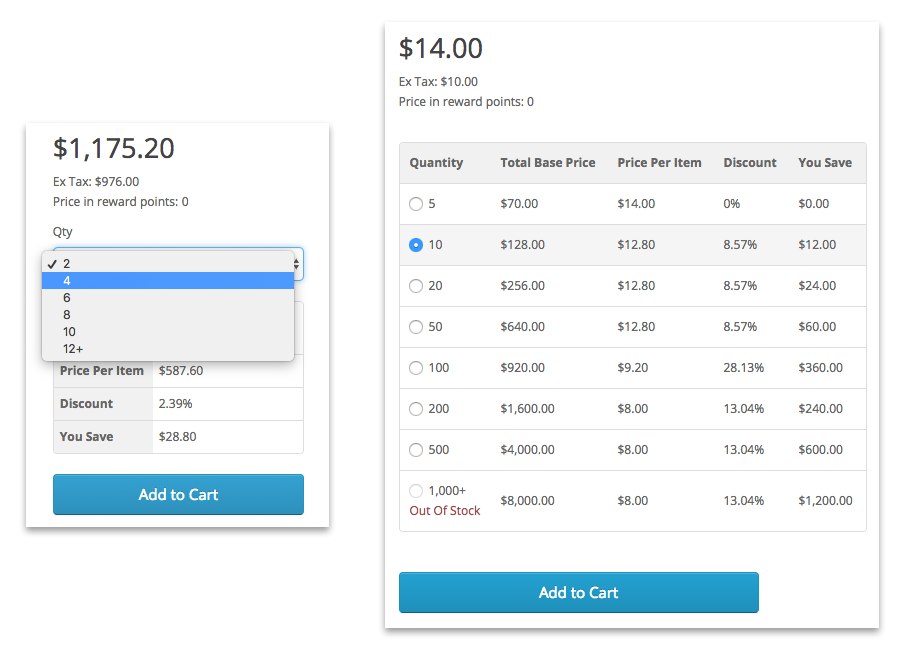 $1,175.20
Ex Tax: $976.00
Price in reward points: 0
Qty
✓ 2
4
6
8
10
12+
Price Per Item $587.60
Discount 2.39%
You Save $28.80
Add to Cart
$14.00
Ex Tax: $10.00
Price in reward points: 0
Quantity Total Base Price Price Per Item Discount You Save
5 $70.00 $14.00 0% $0.00
10 $128.00 $12.80 8.57% $12.00
20 $256.00 $12.80 8.57% $24.00
50 $640.00 $12.80 8.57% $60.00
100 $920.00 $9.20 28.13% $360.00
200 $1,600.00 $8.00 13.04% $240.00
500 $4,000.00 $8.00 13.04% $600.00
1,000+ $8,000.00 $8.00 13.04% $1,200.00
Out Of Stock
Add to Cart